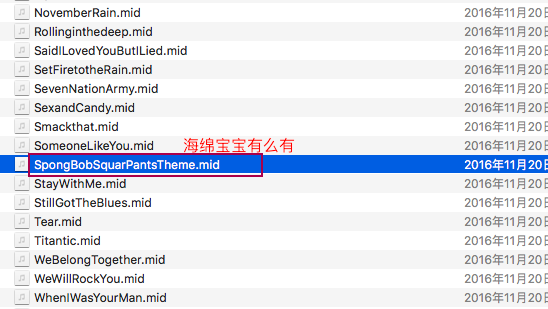 NovemberRain.mid 2016年11月20日
Rollinginthedeep.mid 2016年11月20日
SaidILovedYouButILied.mid 2016年11月20日
SetFiretotheRain.mid 2016年11月20日
SevenNationArmy.mid 2016年11月20日
SexandCandy.mid 2016年11月20日
Smackthat.mid 2016年11月20日
SomeoneLikeYou.mid 海绵宝宝有么有 2016年11月20日
SpongBobSquarPantsTheme.mid 2016年11月20日
StayWithMe.mid 2016年11月20日
StillGotTheBlues.mid 2016年11月20日
Tear.mid 2016年11月20日
Titantic.mid 2016年11月20日
WeBelongTogether.mid 2016年11月20日
WeWillRockYou.mid 2016年11月20日
WhenIWasYourMan.mid 2016年11月20日